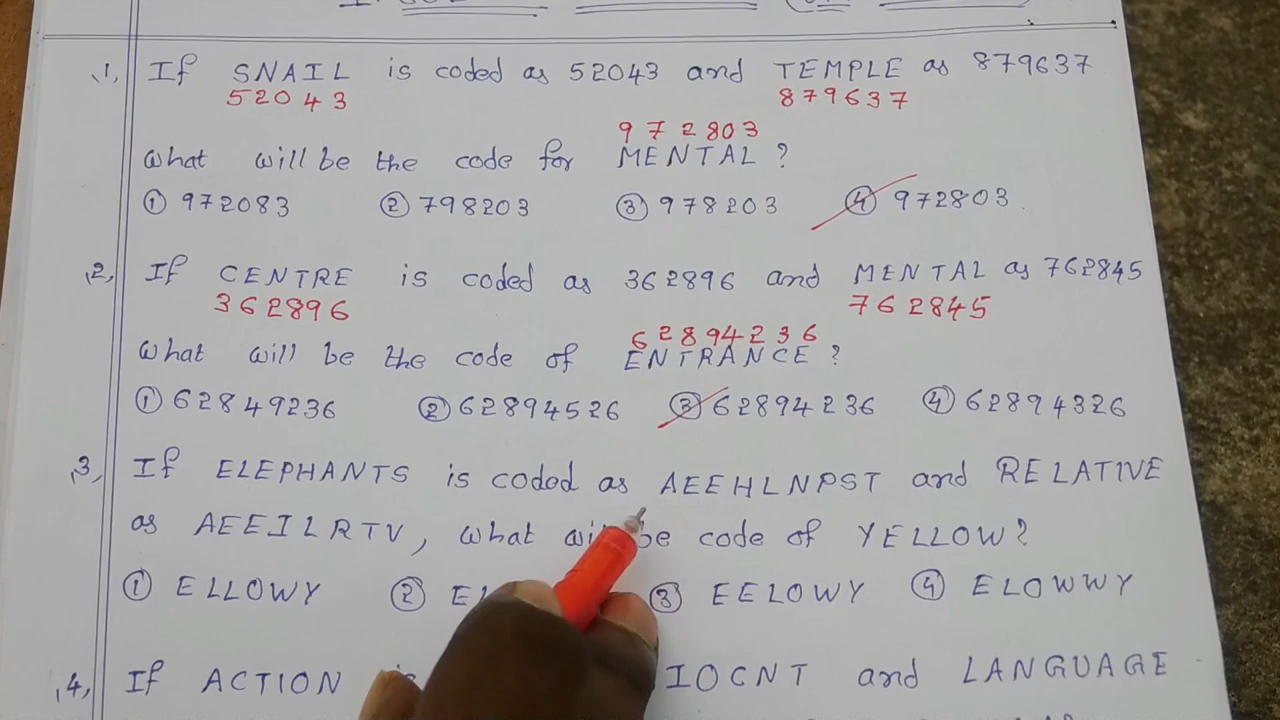 1, If SNAIL is coded as 52043 and TEMPLE as 879637
52043 879637
972803
What will be the code for MENTAL ?
① 972083 ② 798203 ③ 978203 ④ 972803
2, If CENTRE is coded as 362896 and MENTAL as 762845
362896 762845
62894236
What will be the code of ENTRANCE ?
① 62849236 ② 62894526 ③ 62894236 ④ 62894326
3, If ELEPHANTS is coded as AEEHLNPST and RELATIVE
as AEEILRTV, what will be code of YELLOW?
① ELLOWY ② ③ EELOWY ④ ELOWWY
4, If ACTION IOCNT and LANGUAGE